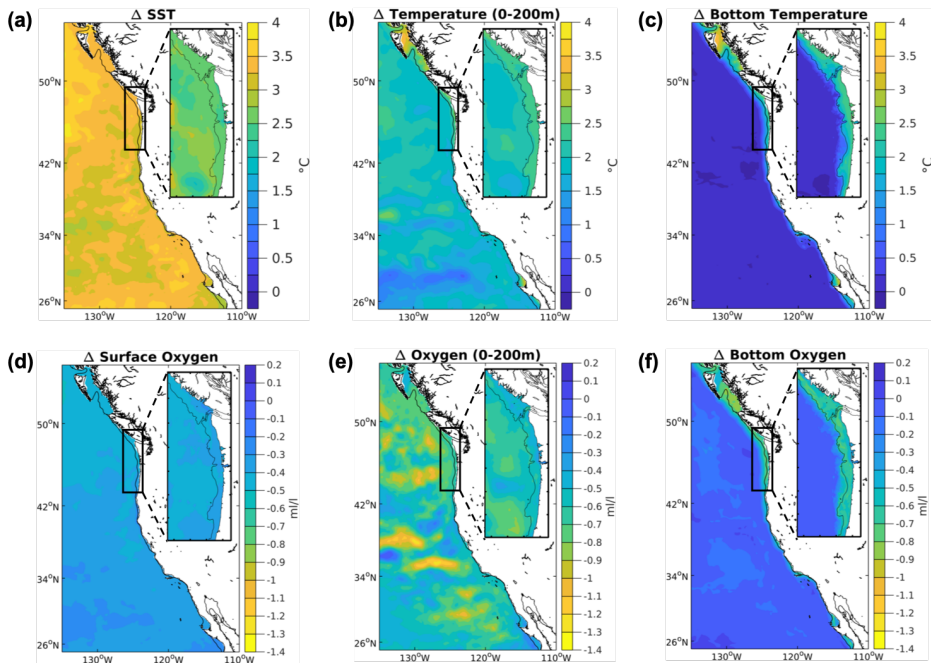 (a)
Δ SST
50°N
42°N
34°N
26°N
130°W
120°W
110°W
4
3.5
3
2.5
2
1.5
1
0.5
0
°C
(b)
Δ Temperature (0-200m)
50°N
42°N
34°N
26°N
130°W
120°W
110°W
4
3.5
3
2.5
2
1.5
1
0.5
0
°C
(c)
Δ Bottom Temperature
50°N
42°N
34°N
26°N
130°W
120°W
110°W
4
3.5
3
2.5
2
1.5
1
0.5
0
°C
(d)
Δ Surface Oxygen
50°N
42°N
34°N
26°N
130°W
120°W
110°W
0.2
0.1
0
-0.1
-0.2
-0.3
-0.4
-0.5
-0.6
-0.7
-0.8
-0.9
-1
-1.1
-1.2
-1.3
-1.4
ml/l
(e)
Δ Oxygen (0-200m)
50°N
42°N
34°N
26°N
130°W
120°W
110°W
0.2
0.1
0
-0.1
-0.2
-0.3
-0.4
-0.5
-0.6
-0.7
-0.8
-0.9
-1
-1.1
-1.2
-1.3
-1.4
ml/l
(f)
Δ Bottom Oxygen
50°N
42°N
34°N
26°N
130°W
120°W
110°W
0.2
0.1
0
-0.1
-0.2
-0.3
-0.4
-0.5
-0.6
-0.7
-0.8
-0.9
-1
-1.1
-1.2
-1.3
-1.4
ml/l